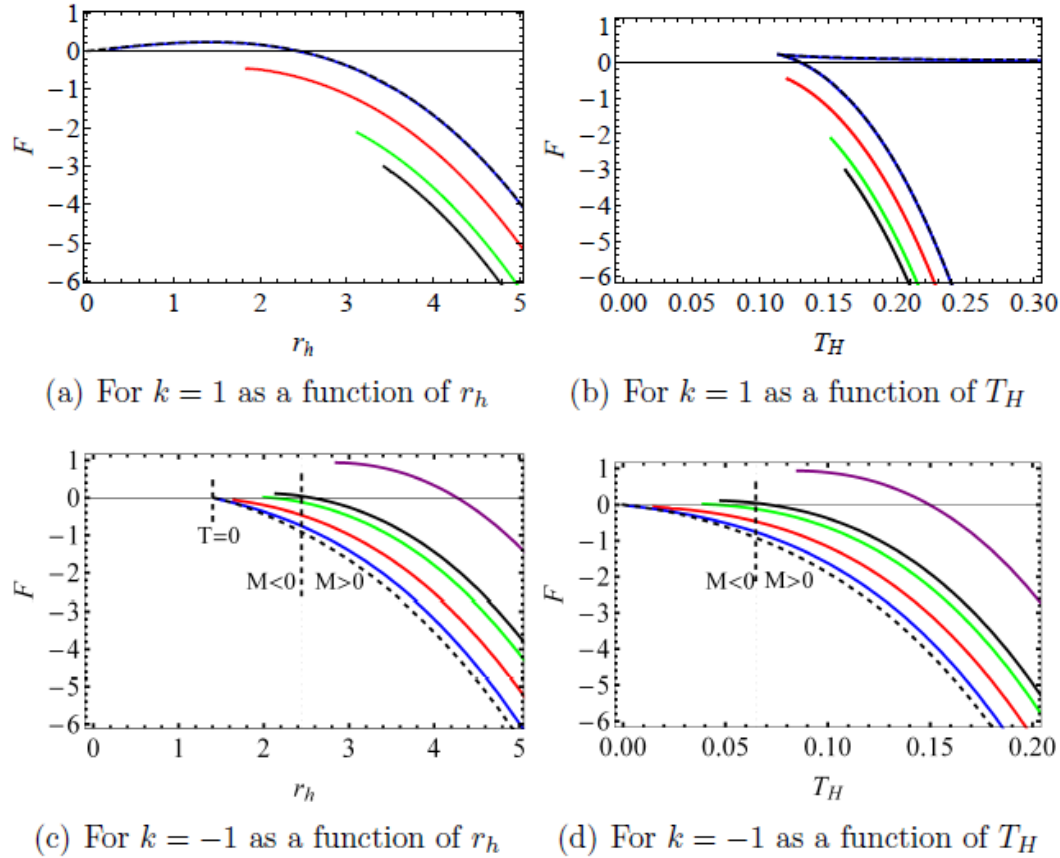 1
0
−1
−2
−3
−4
−5
−6
F
0 1 2 3 4 5
r_h
(a) For k = 1 as a function of r_h
1
0
−1
−2
−3
−4
−5
−6
F
0.00 0.05 0.10 0.15 0.20 0.25 0.30
T_H
(b) For k = 1 as a function of T_H
1
0
−1
−2
−3
−4
−5
−6
F
T=0
M<0 M>0
0 1 2 3 4 5
r_h
(c) For k = −1 as a function of r_h
1
0
−1
−2
−3
−4
−5
−6
F
M<0 M>0
0.00 0.05 0.10 0.15 0.20
T_H
(d) For k = −1 as a function of T_H